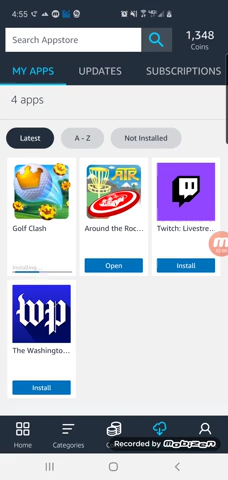 4:55
Search Appstore
1,348
Coins
MY APPS
UPDATES
SUBSCRIPTIONS
4 apps
Latest
A - Z
Not Installed
Golf Clash
Around the Roc...
Twitch: Livestre...
Installing...
Open
Install
The Washingto...
Install
Home
Categories
Recorded by
MOBIZEN